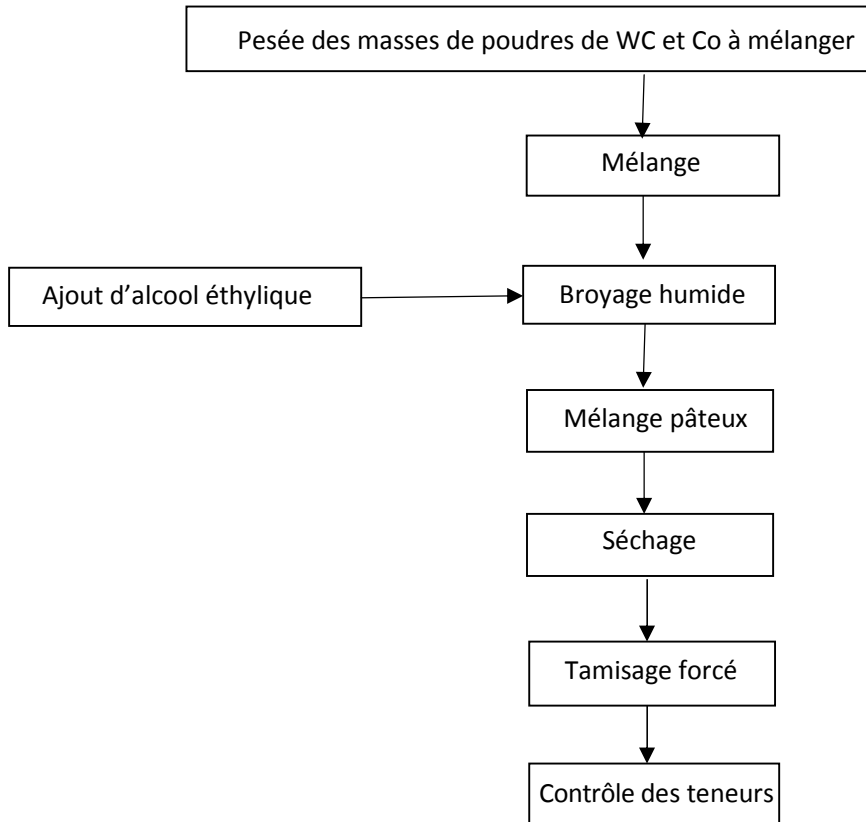 Pesée des masses de poudres de WC et Co à mélanger
Mélange
Ajout d’alcool éthylique
Broyage humide
Mélange pâteux
Séchage
Tamisage forcé
Contrôle des teneurs